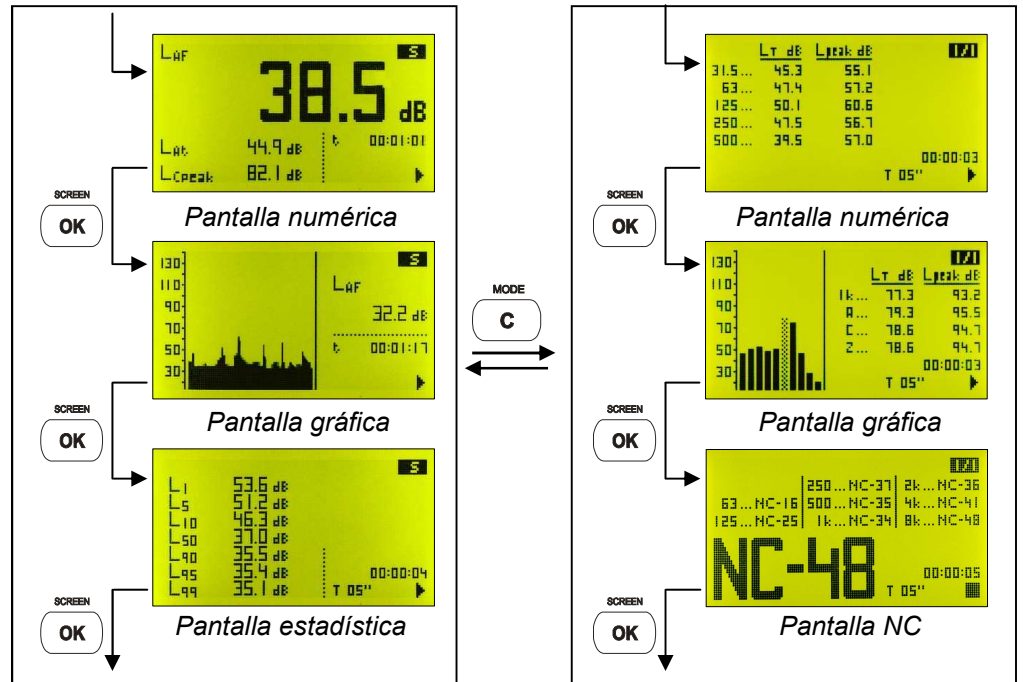 LAF S
38.5 dB
LAt 44.9 dB t 00:01:01
LCpeak 82.1 dB
SCREEN
OK
Pantalla numérica
130 S
110 LAF
90 32.2 dB
70
50 t 00:01:17
30
SCREEN
OK
Pantalla gráfica
S
L1 53.6 dB
L5 51.2 dB
L10 46.3 dB
L50 37.0 dB
L90 35.5 dB
L95 35.4 dB 00:00:04
L99 35.1 dB T 05"
SCREEN
OK
Pantalla estadística
MODE
C
LT dB Lpeak dB 1/1
31.5... 45.3 55.1
63... 47.4 57.2
125... 50.1 60.6
250... 47.5 56.7
500... 39.5 57.0
00:00:03
T 05"
SCREEN
OK
Pantalla numérica
130 1/1
110 LT dB Lpeak dB
90 1k... 77.3 93.2
70 A... 79.3 95.5
50 C... 78.6 94.7
30 Z... 78.6 94.7
00:00:03
T 05"
SCREEN
OK
Pantalla gráfica
1/1
250...NC-37 2k...NC-36
63...NC-16 500...NC-35 4k...NC-41
125...NC-25 1k...NC-34 8k...NC-48
NC-48 00:00:05
T 05"
SCREEN
OK
Pantalla NC